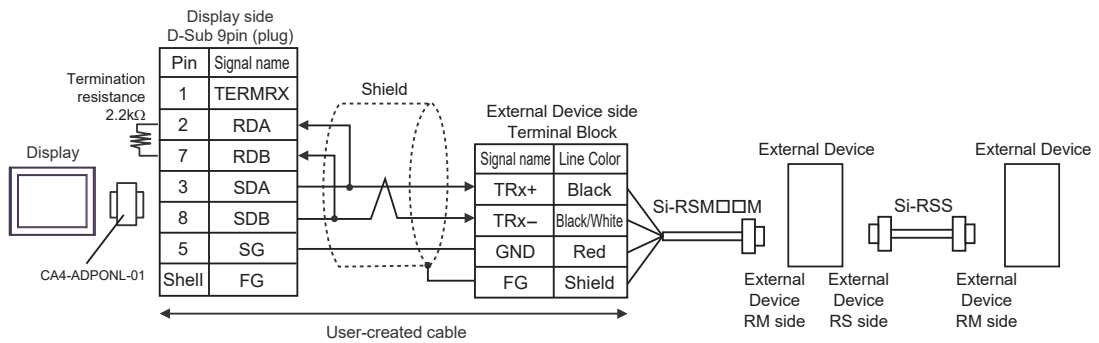 Display side
D-Sub 9pin (plug)
Pin Signal name
1 TERMRX
2 RDA
7 RDB
3 SDA
8 SDB
5 SG
Shell FG
Termination
resistance
2.2kΩ
Display
CA4-ADPONL-01
Shield
External Device side
Terminal Block
Signal name Line Color
TRx+ Black
TRx– Black/White
GND Red
FG Shield
User-created cable
Si-RSM□□M
External Device
External
Device
RM side
External
Device
RS side
Si-RSS
External Device
External
Device
RM side